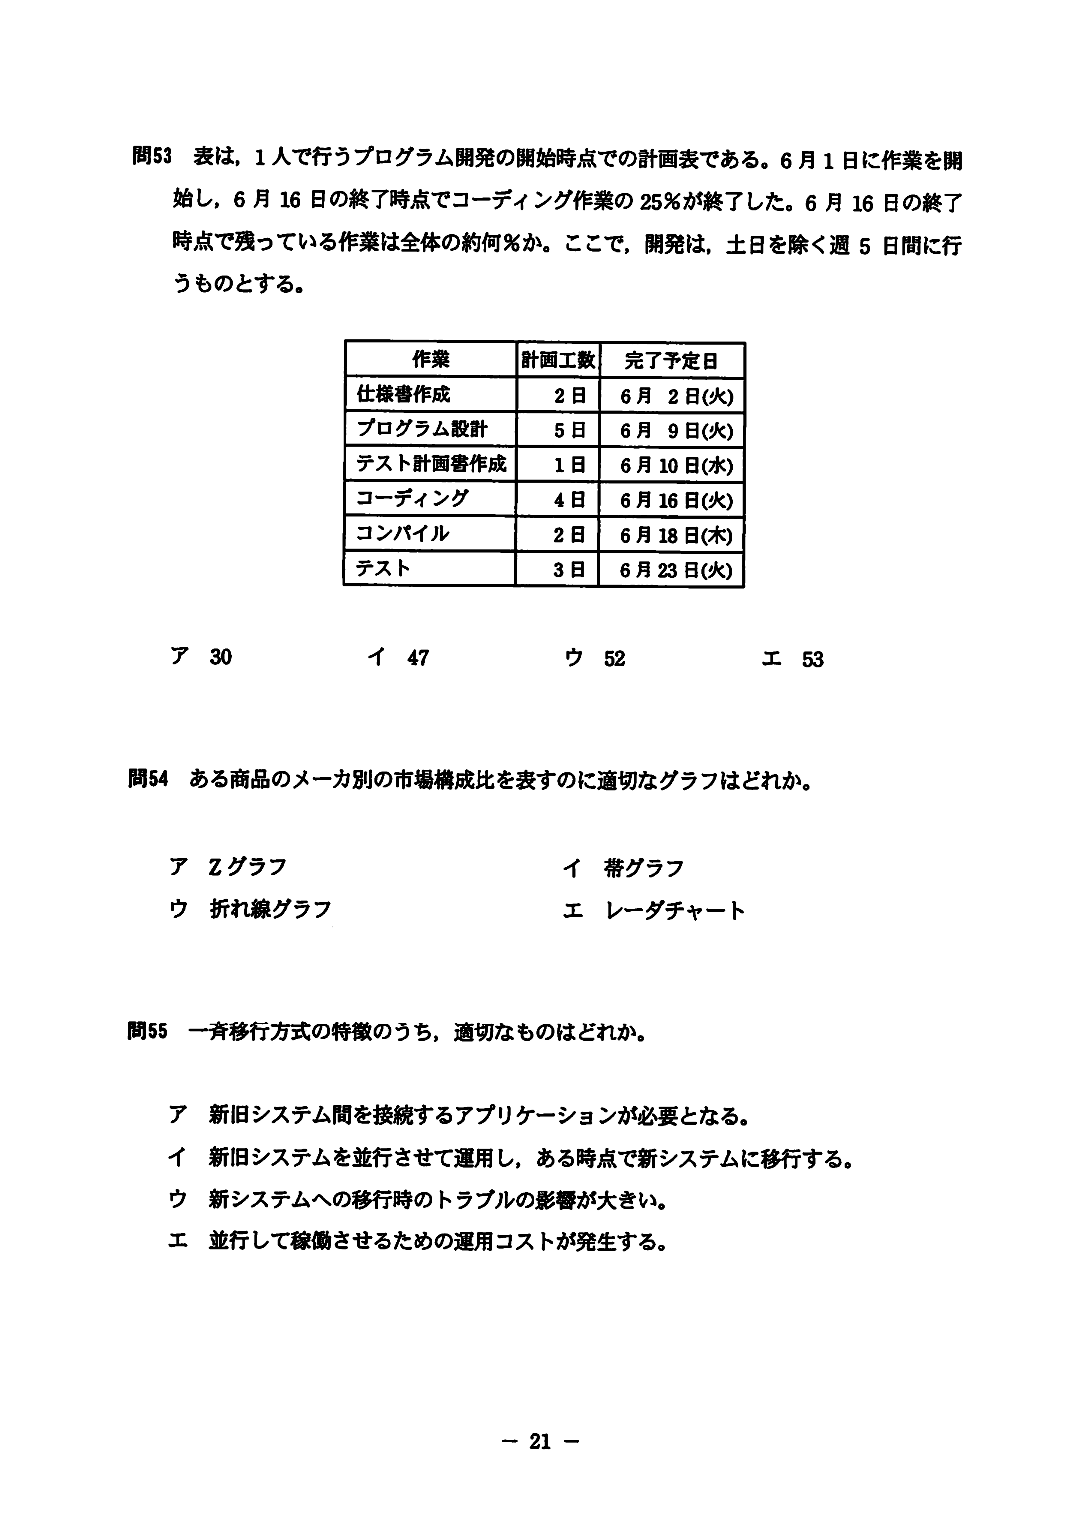 問53 表は，1人で行うプログラム開発の開始時点での計画表である。6月1日に作業を開
始し，6月16日の終了時点でコーディング作業の25%が終了した。6月16日の終了
時点で残っている作業は全体の約何%か。ここで，開発は，土日を除く週5日間に行
うものとする。
作業 計画工数 完了予定日
仕様書作成 2日 6月 2日(火)
プログラム設計 5日 6月 9日(火)
テスト計画書作成 1日 6月10日(水)
コーディング 4日 6月16日(火)
コンパイル 2日 6月18日(木)
テスト 3日 6月23日(火)
ア 30 イ 47 ウ 52 エ 53
問54 ある商品のメーカ別の市場構成比を表すのに適切なグラフはどれか。
ア Zグラフ イ 帯グラフ
ウ 折れ線グラフ エ レーダチャート
問55 一斉移行方式の特徴のうち，適切なものはどれか。
ア 新旧システム間を接続するアプリケーションが必要となる。
イ 新旧システムを並行させて運用し，ある時点で新システムに移行する。
ウ 新システムへの移行時のトラブルの影響が大きい。
エ 並行して稼働させるための運用コストが発生する。
－ 21 －